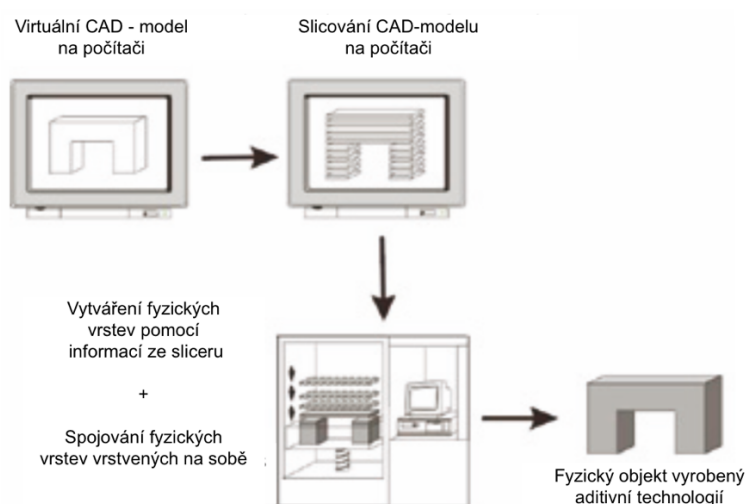 Virtuální CAD - model
na počítači
Slicování CAD-modelu
na počítači
Vytváření fyzických
vrstev pomocí
informací ze sliceru
+
Spojování fyzických
vrstev vrstvených na sobě
Fyzický objekt vyrobený
aditivní technologií